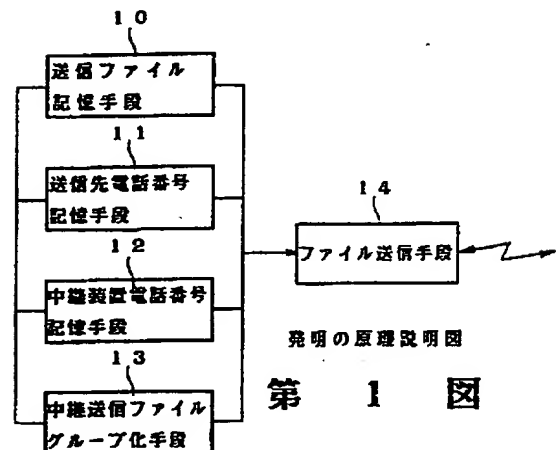 10
送信ファイル
記憶手段
11
送信先電話番号
記憶手段
12
中継装置電話番号
記憶手段
13
中継送信ファイル
グループ化手段
14
ファイル送信手段
発明の原理説明図
第 1 図